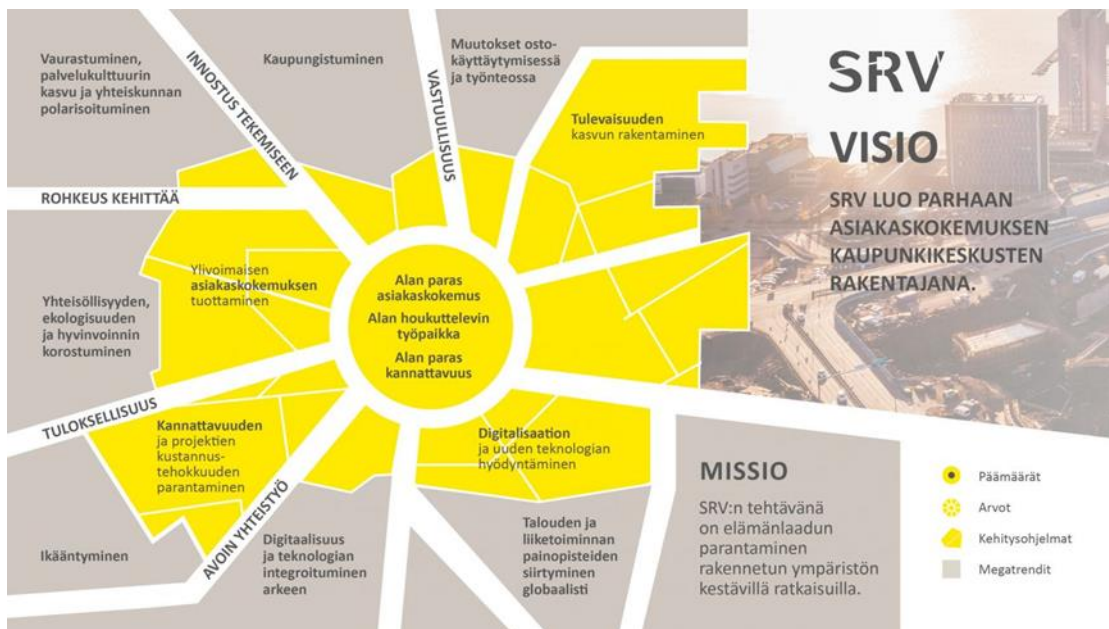 Vaurastuminen,
palvelukulttuurin
kasvu ja yhteiskunnan
polarisoituminen
INNOSTUS TEKEMISEEN
Kaupungistuminen
VASTUULLISUUS
Muutokset osto-
käyttäytymisessä
ja työnteossa
Tulevaisuuden
kasvun rakentaminen
SRV
VISIO
SRV LUO PARHAAN
ASIAKASKOKEMUKSEN
KAUPUNKIKESKUSTEN
RAKENTAJANA.
ROHKEUS KEHITTÄÄ
Ylivoimaisen
asiakaskokemuksen
tuottaminen
Alan paras
asiakaskokemus
Alan houkuttelevin
työpaikka
Alan paras
kannattavuus
Yhteisöllisyyden,
ekologisuuden
ja hyvinvoinnin
korostuminen
TULOKSELLISUUS
Kannattavuuden
ja projektien
kustannus-
tehokkuuden
parantaminen
Digitalisaation
ja uuden teknologian
hyödyntäminen
AVOIN YHTEISTYÖ
Ikääntyminen
Digitaalisuus
ja teknologian
integroituminen
arkeen
Talouden ja
liiketoiminnan
painopisteiden
siirtyminen
globaalisti
MISSIO
SRV:n tehtävänä
on elämänlaadun
parantaminen
rakennetun ympäristön
kestävillä ratkaisuilla.
Päämäärät
Arvot
Kehitysohjelmat
Megatrendit